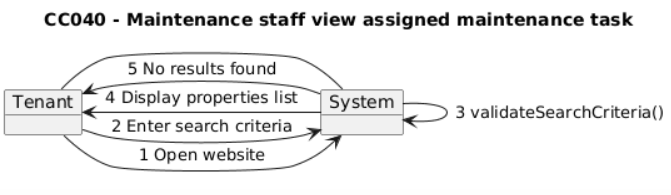 CC040 - Maintenance staff view assigned maintenance task
5 No results found
Tenant
4 Display properties list
System
3 validateSearchCriteria()
2 Enter search criteria
1 Open website